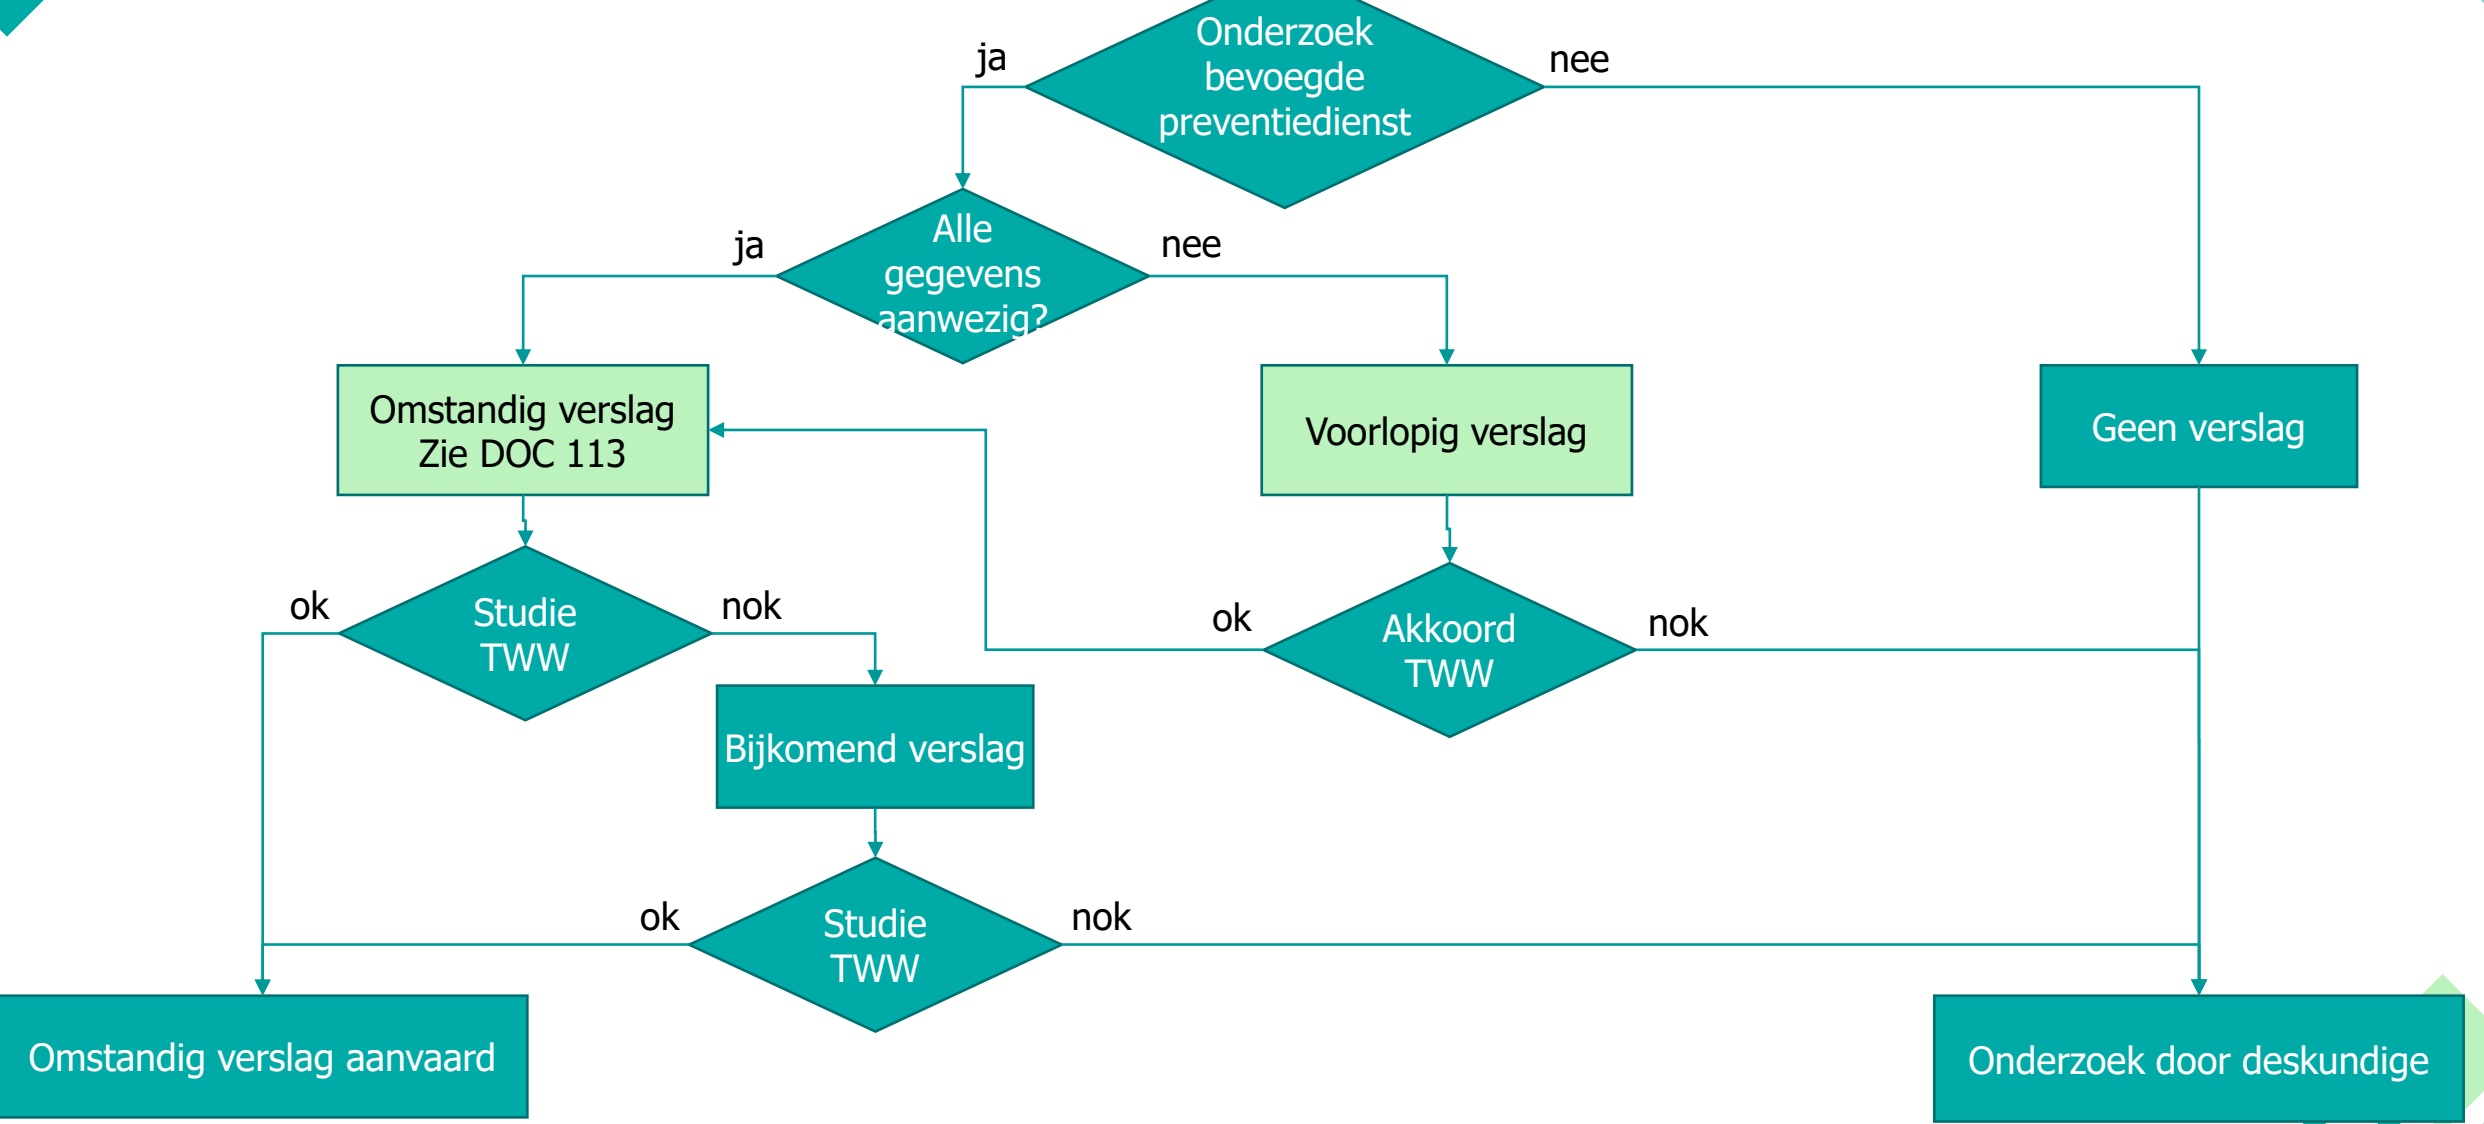 Onderzoek
bevoegde
preventiedienst
ja
nee
Alle
gegevens
aanwezig?
ja
nee
Omstandig verslag
Zie DOC 113
Voorlopig verslag
Geen verslag
Studie
TWW
ok
nok
Akkoord
TWW
ok
nok
Bijkomend verslag
Studie
TWW
ok
nok
Omstandig verslag aanvaard
Onderzoek door deskundige